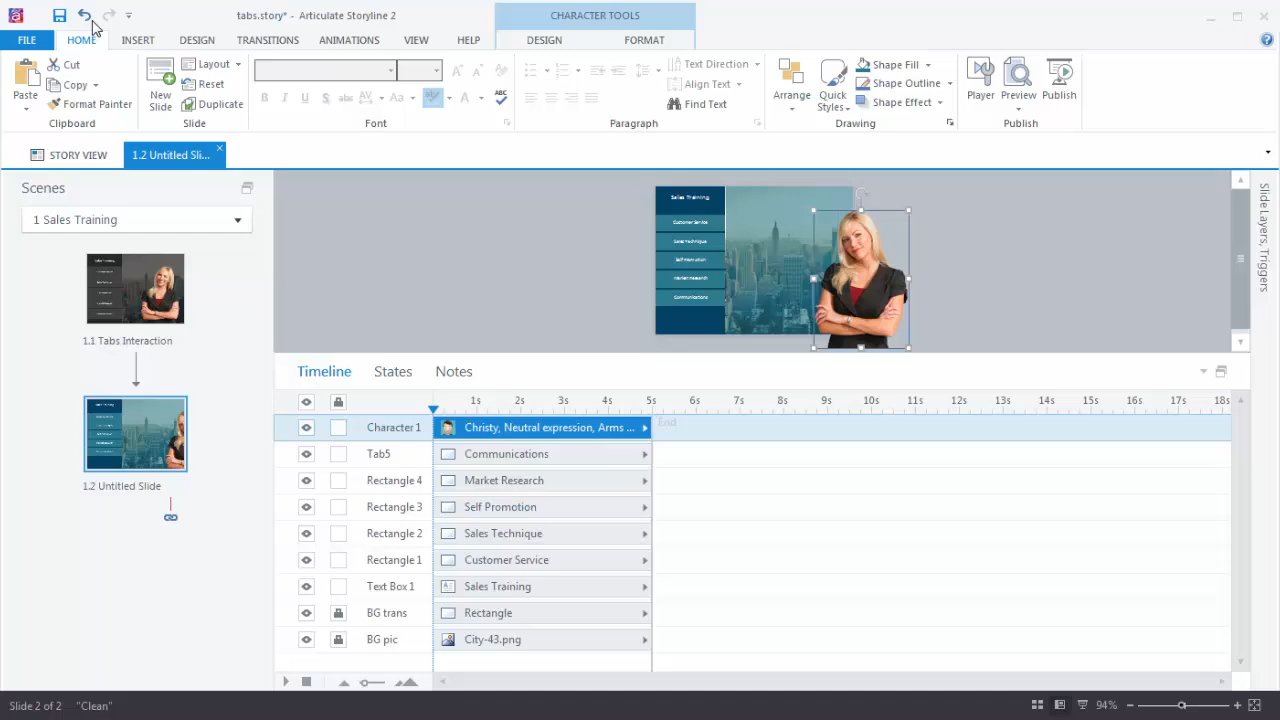 tabs.story* - Articulate Storyline 2
CHARACTER TOOLS
FILE HOME INSERT DESIGN TRANSITIONS ANIMATIONS VIEW HELP DESIGN FORMAT
Paste
Cut
Copy
Format Painter
Clipboard
New Slide
Layout
Reset
Duplicate
Slide
B I U S abc AV Aa A ABC
Font
Text Direction
Align Text
Find Text
Paragraph
Arrange
Quick Styles
Shape Fill
Shape Outline
Shape Effect
Drawing
Player
Preview
Publish
Publish
STORY VIEW
1.2 Untitled Sli...
Scenes
1 Sales Training
1.1 Tabs Interaction
1.2 Untitled Slide
Sales Training
Customer Service
Sales Technique
Self Promotion
Market Research
Communications
Slide Layers, Triggers
Timeline States Notes
1s 2s 3s 4s 5s 6s 7s 8s 9s 10s 11s 12s 13s 14s 15s 16s 17s 18s
Character 1 Christy, Neutral expression, Arms ... End
Tab5 Communications
Rectangle 4 Market Research
Rectangle 3 Self Promotion
Rectangle 2 Sales Technique
Rectangle 1 Customer Service
Text Box 1 Sales Training
BG trans Rectangle
BG pic City-43.png
Slide 2 of 2 "Clean" 94%